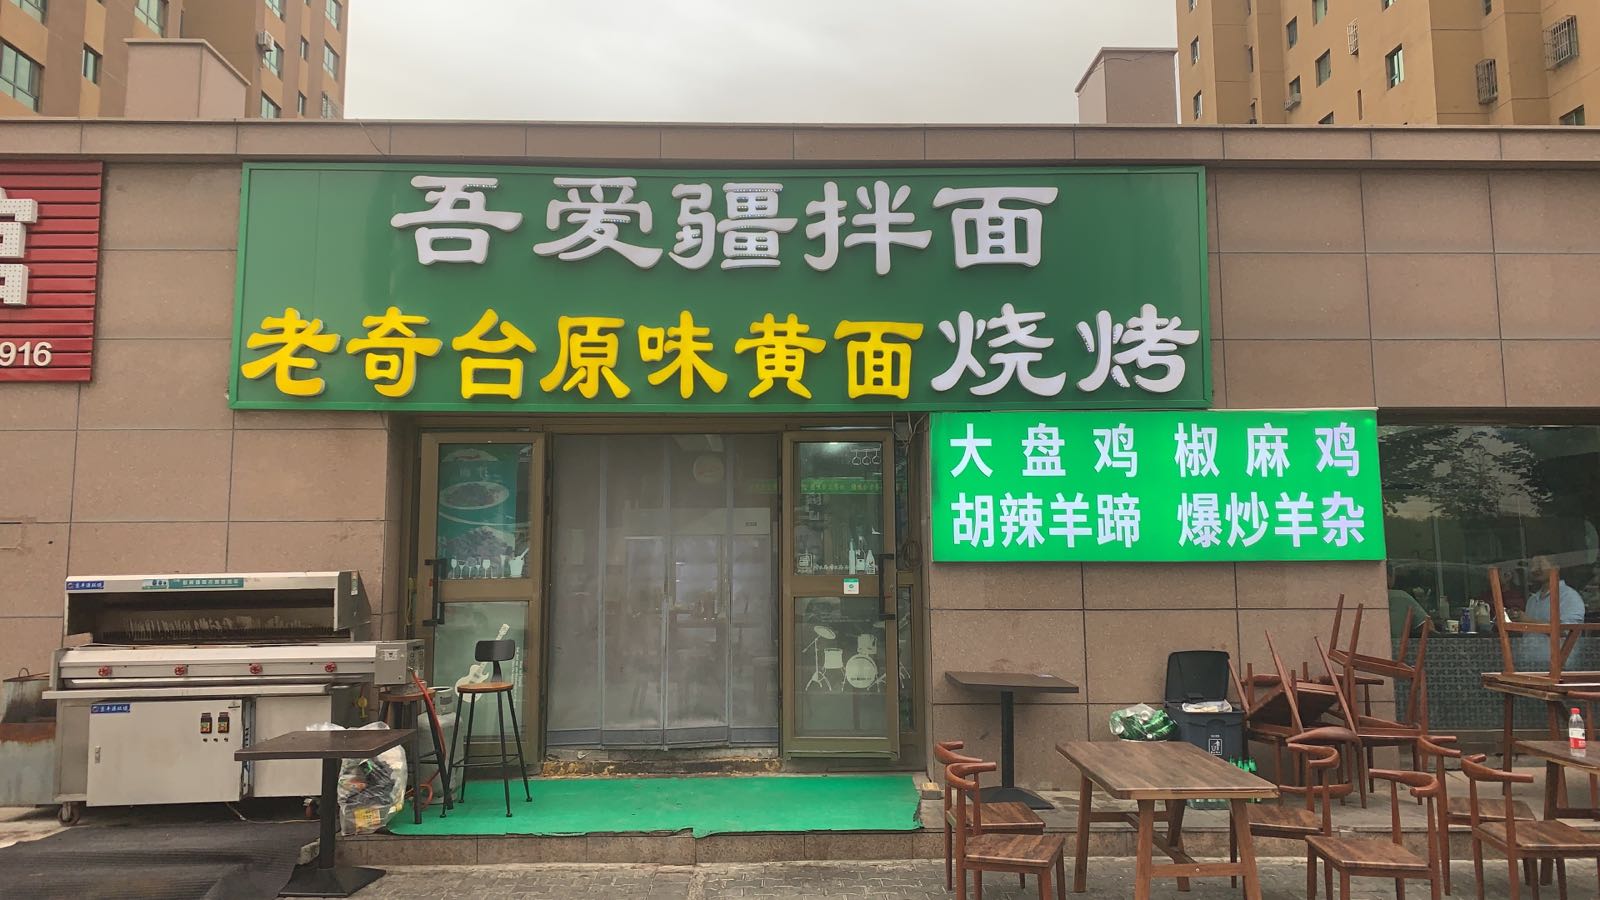 吾爱疆拌面
老奇台原味黄面烧烤
大盘鸡 椒麻鸡
胡辣羊蹄 爆炒羊杂
916